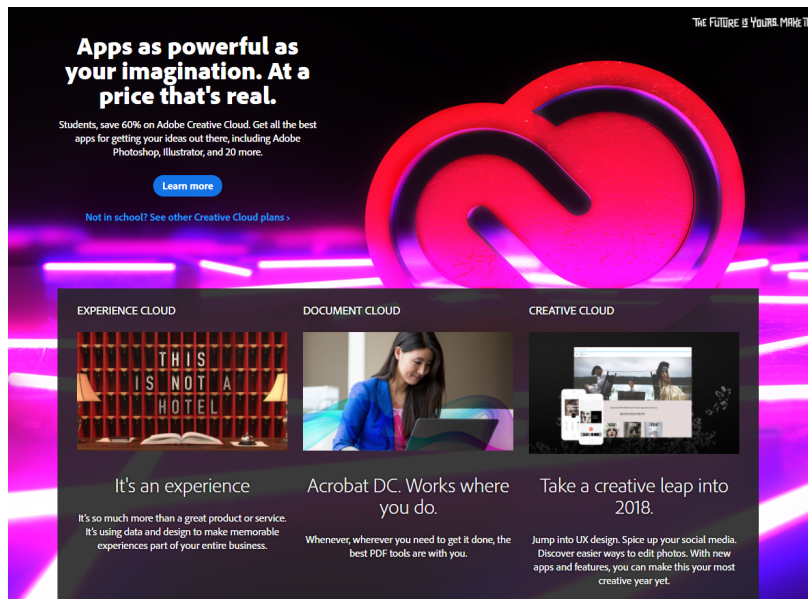 THE FUTURE IS YOURS. MAKE IT
Apps as powerful as
your imagination. At a
price that's real.
Students, save 60% on Adobe Creative Cloud. Get all the best
apps for getting your ideas out there, including Adobe
Photoshop, Illustrator, and 20 more.
Learn more
Not in school? See other Creative Cloud plans ›
EXPERIENCE CLOUD
THIS
IS NOT A
HOTEL
It's an experience
It's so much more than a great product or service.
It's using data and design to make memorable
experiences part of your entire business.
DOCUMENT CLOUD
Acrobat DC. Works where
you do.
Whenever, wherever you need to get it done, the
best PDF tools are with you.
CREATIVE CLOUD
Take a creative leap into
2018.
Jump into UX design. Spice up your social media.
Discover easier ways to edit photos. With new
apps and features, you can make this your most
creative year yet.